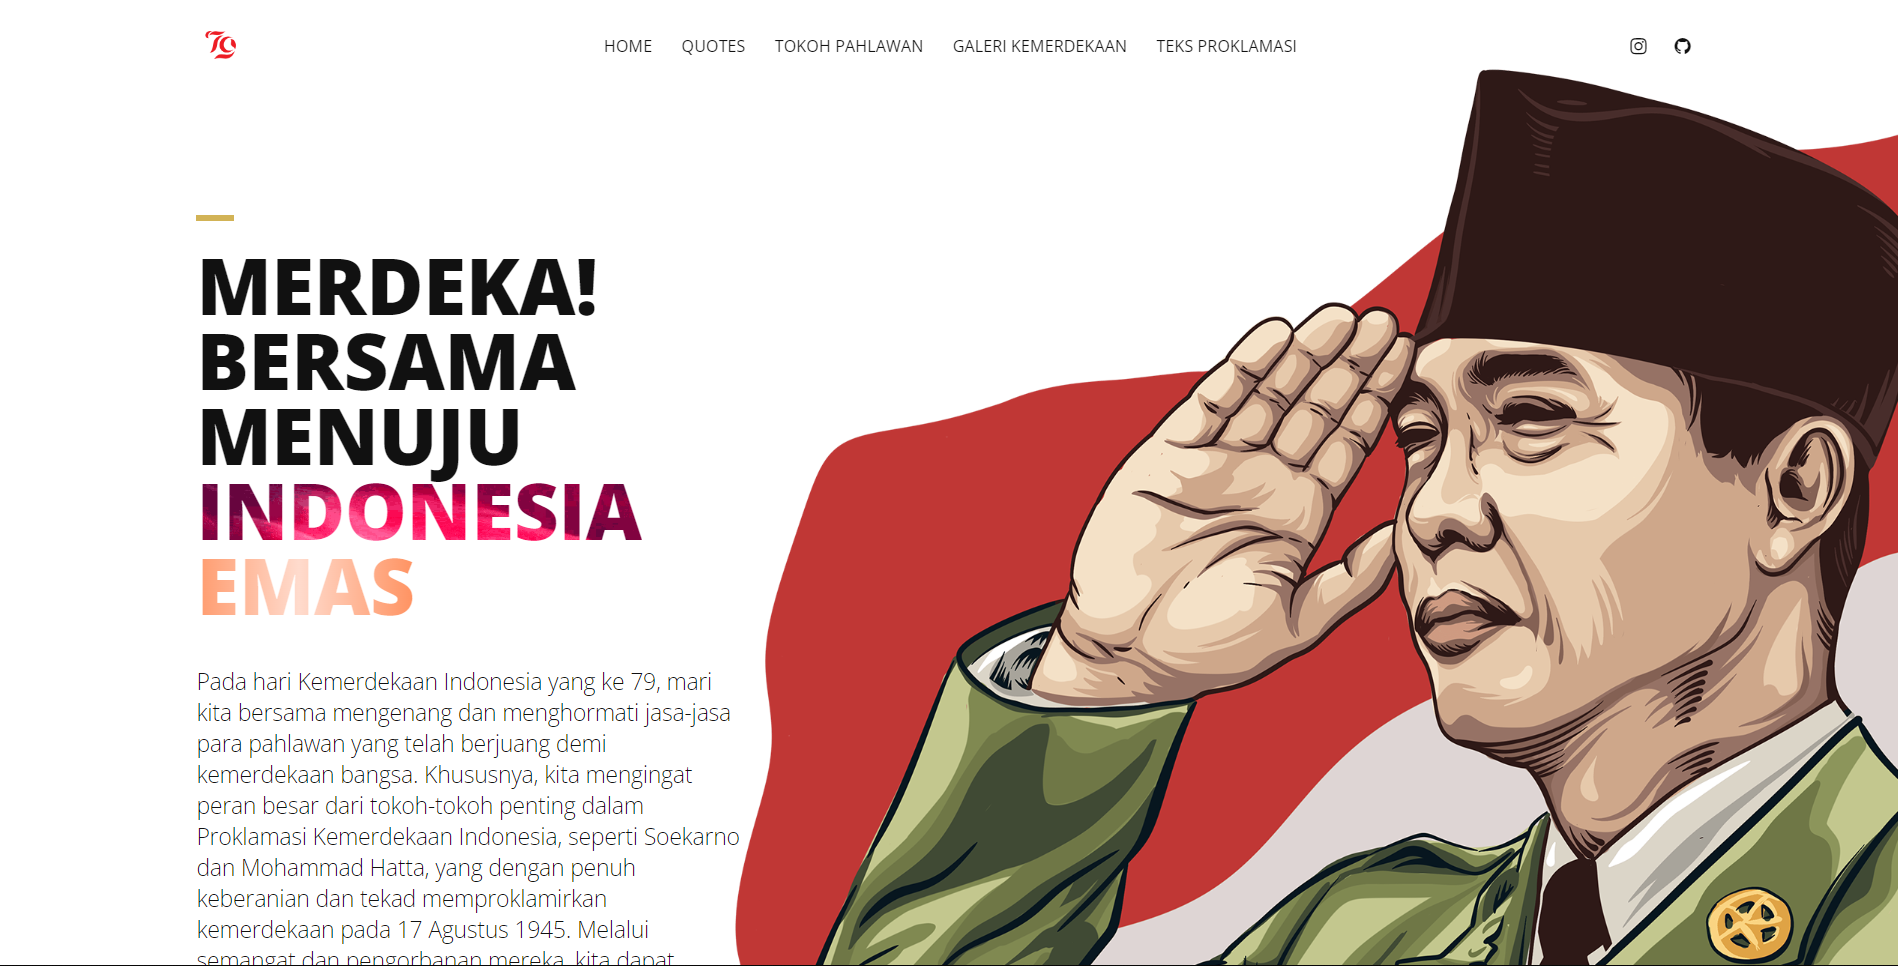 79
HOME QUOTES TOKOH PAHLAWAN GALERI KEMERDEKAAN TEKS PROKLAMASI
MERDEKA!
BERSAMA
MENUJU
INDONESIA
EMAS
Pada hari Kemerdekaan Indonesia yang ke 79, mari
kita bersama mengenang dan menghormati jasa-jasa
para pahlawan yang telah berjuang demi
kemerdekaan bangsa. Khususnya, kita mengingat
peran besar dari tokoh-tokoh penting dalam
Proklamasi Kemerdekaan Indonesia, seperti Soekarno
dan Mohammad Hatta, yang dengan penuh
keberanian dan tekad memproklamirkan
kemerdekaan pada 17 Agustus 1945. Melalui
semangat dan pengorbanan mereka, kita dapat